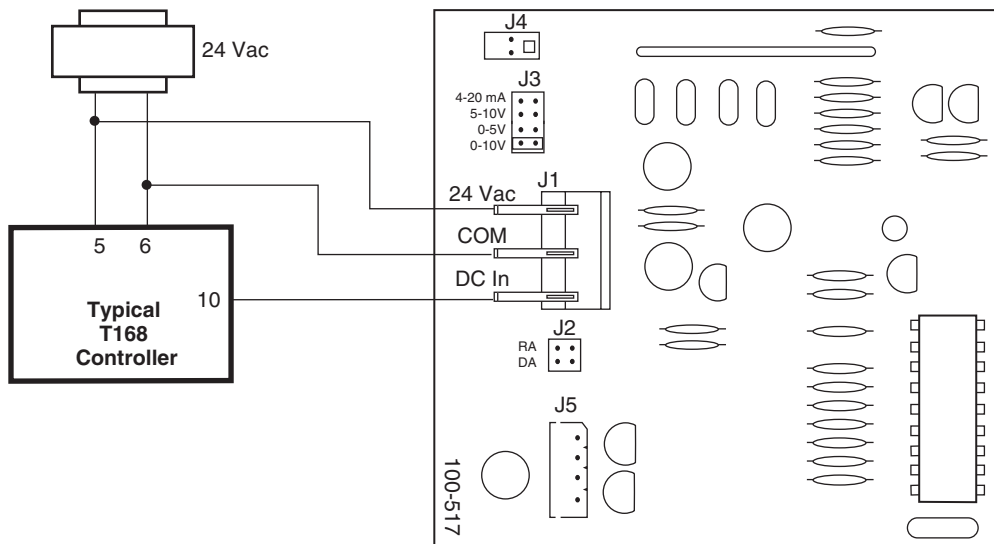 24 Vac
5 6
10
Typical
T168
Controller
J4
J3
4-20 mA
5-10V
0-5V
0-10V
J1
24 Vac
COM
DC In
J2
RA
DA
J5
100-517